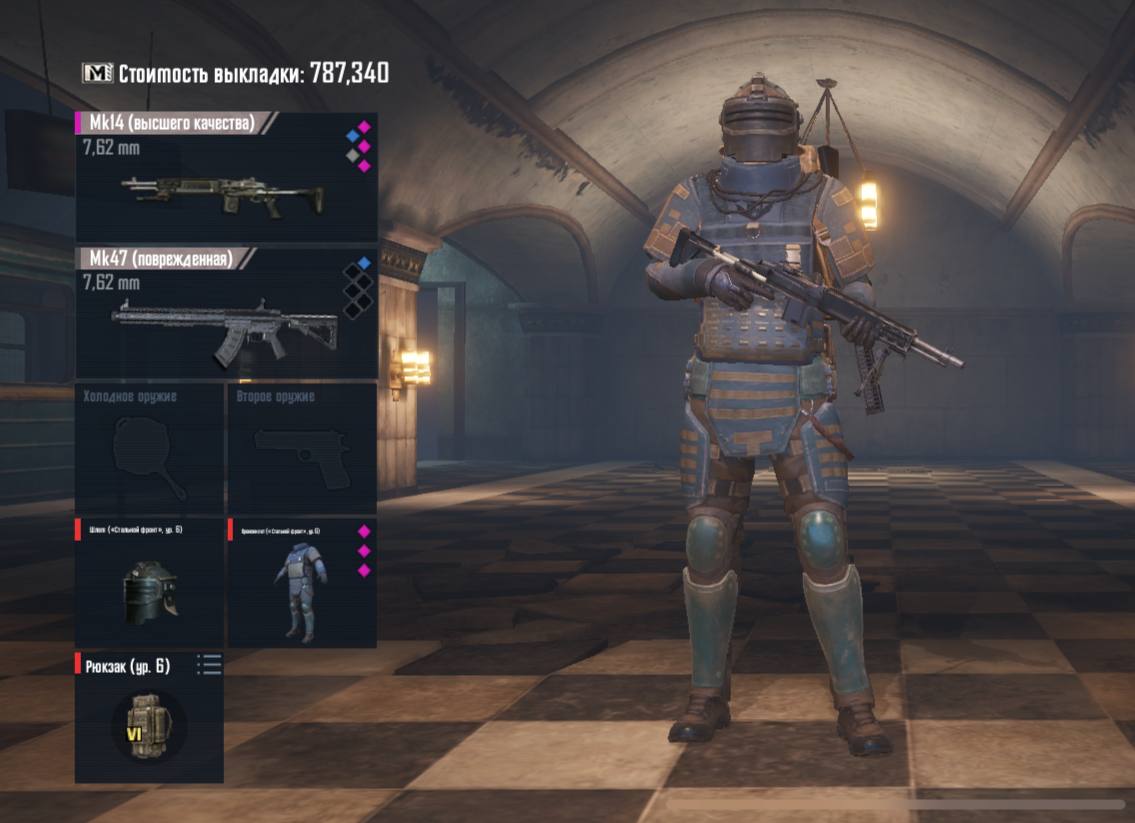 Стоимость выкладки: 787,340
Mk14 (высшего качества)
7,62 mm
Mk47 (поврежденная)
7,62 mm
Холодное оружие
Второе оружие
Шлем («Стальной фронт», ур. 6)
Бронекомплект («Стальной фронт», ур. 6)
Рюкзак (ур. 6)
VI